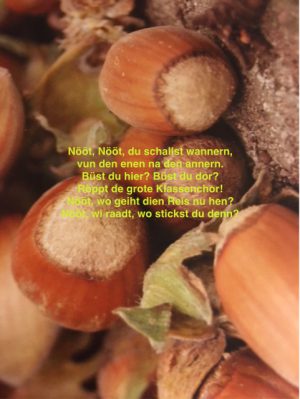 Nööt, Nööt, du schallst wannern,
vun den enen na den annern.
Büst du hier? Büst du dor?
Röppt de grote Klassenchor!
Nööt, wo geiht dien Reis nu hen?
Nööt, wi raadt, wo stickst du denn?